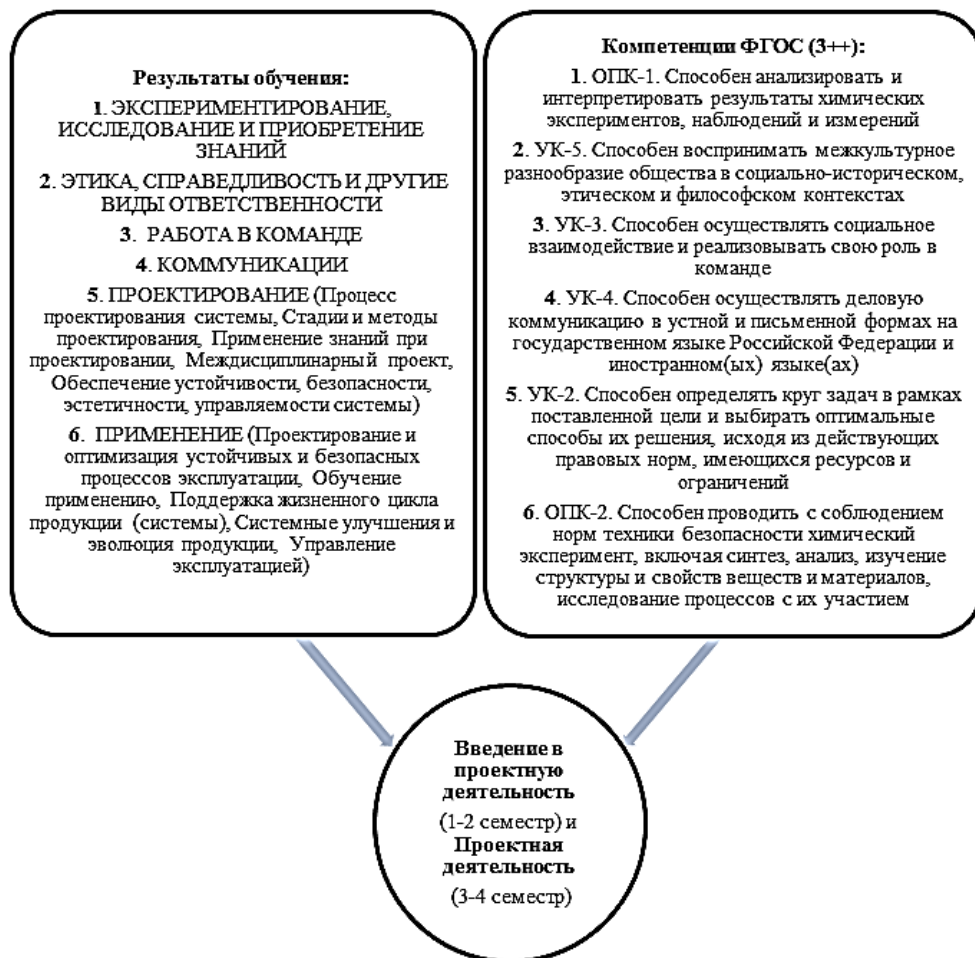 Результаты обучения:
1. ЭКСПЕРИМЕНТИРОВАНИЕ,
ИССЛЕДОВАНИЕ И ПРИОБРЕТЕНИЕ
ЗНАНИЙ
2. ЭТИКА, СПРАВЕДЛИВОСТЬ И ДРУГИЕ
ВИДЫ ОТВЕТСТВЕННОСТИ
3. РАБОТА В КОМАНДЕ
4. КОММУНИКАЦИИ
5. ПРОЕКТИРОВАНИЕ (Процесс
проектирования системы, Стадии и методы
проектирования, Применение знаний при
проектировании, Междисциплинарный проект,
Обеспечение устойчивости, безопасности,
эстетичности, управляемости системы)
6. ПРИМЕНЕНИЕ (Проектирование и
оптимизация устойчивых и безопасных
процессов эксплуатации, Обучение
применению, Поддержка жизненного цикла
продукции (системы), Системные улучшения и
эволюция продукции, Управление
эксплуатацией)
Компетенции ФГОС (3++):
1. ОПК-1. Способен анализировать и
интерпретировать результаты химических
экспериментов, наблюдений и измерений
2. УК-5. Способен воспринимать межкультурное
разнообразие общества в социально-историческом,
этическом и философском контекстах
3. УК-3. Способен осуществлять социальное
взаимодействие и реализовывать свою роль в
команде
4. УК-4. Способен осуществлять деловую
коммуникацию в устной и письменной формах на
государственном языке Российской Федерации и
иностранном(ых) языке(ах)
5. УК-2. Способен определять круг задач в рамках
поставленной цели и выбирать оптимальные
способы их решения, исходя из действующих
правовых норм, имеющихся ресурсов и
ограничений
6. ОПК-2. Способен проводить с соблюдением
норм техники безопасности химический
эксперимент, включая синтез, анализ, изучение
структуры и свойств веществ и материалов,
исследование процессов с их участием
Введение в
проектную
деятельность
(1-2 семестр) и
Проектная
деятельность
(3-4 семестр)